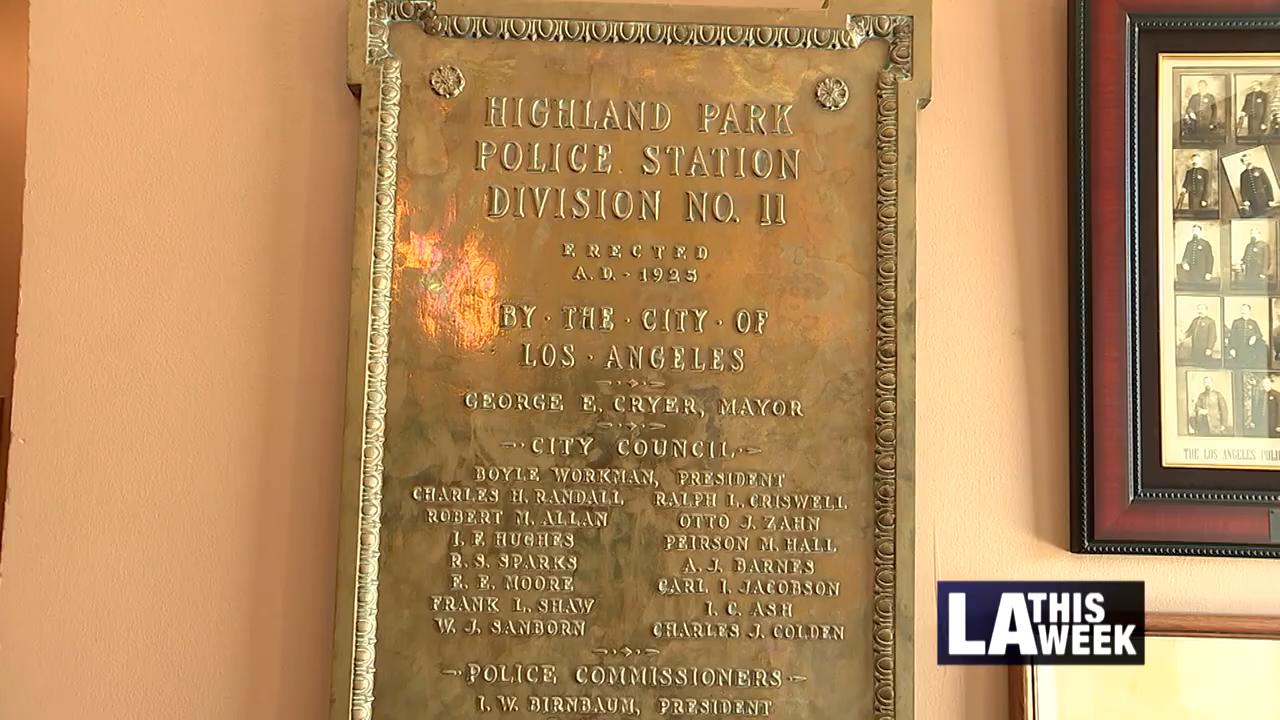 HIGHLAND PARK
POLICE STATION
DIVISION NO. 11
ERECTED
A.D. - 1925
BY · THE · CITY · OF
LOS · ANGELES
GEORGE E. CRYER, MAYOR
CITY COUNCIL
BOYLE WORKMAN, PRESIDENT
CHARLES H. RANDALL RALPH L. CRISWELL
ROBERT M. ALLAN OTTO J. ZAHN
I. F. HUGHES PEIRSON M. HALL
R. S. SPARKS A. J. BARNES
E. E. MOORE CARL I. JACOBSON
FRANK L. SHAW I. C. ASH
W. J. SANBORN CHARLES J. COLDEN
POLICE COMMISSIONERS
I. W. BIRNBAUM, PRESIDENT
THE LOS ANGELES
LA THIS WEEK